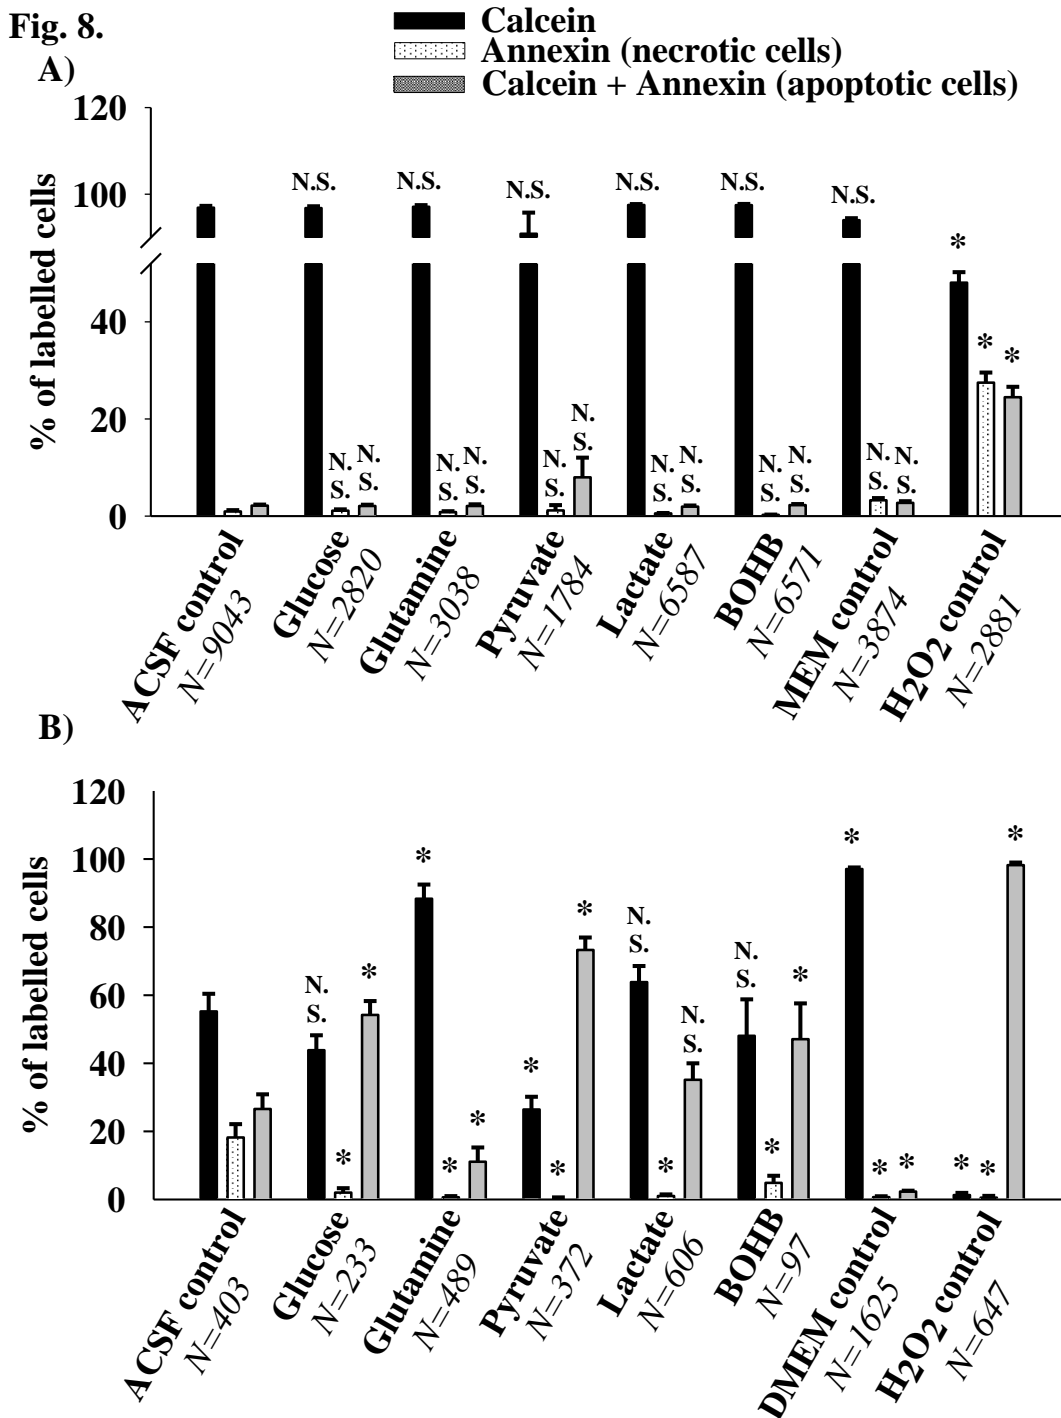 Fig. 8.
Calcein
Annexin (necrotic cells)
Calcein + Annexin (apoptotic cells)
A)
% of labelled cells
120
100
40
20
0
N.S.
N.S.
N.S.
N.S.
N.S.
N.S.
*
*
*
N.
S.
N.
S.
N.
S.
N.
S.
N.
S.
N.
S.
N.
S.
N.
S.
N.
S.
N.
S.
N.
S.
N.
S.
ACSF control
N=9043
Glucose
N=2820
Glutamine
N=3038
Pyruvate
N=1784
Lactate
N=6587
BOHB
N=6571
MEM control
N=3874
H2O2 control
N=2881
B)
% of labelled cells
120
100
80
60
40
20
0
N.
S.
*
*
*
*
*
*
*
*
N.
S.
*
N.
S.
N.
S.
*
*
*
*
*
*
*
*
ACSF control
N=403
Glucose
N=233
Glutamine
N=489
Pyruvate
N=372
Lactate
N=606
BOHB
N=97
DMEM control
N=1625
H2O2 control
N=647